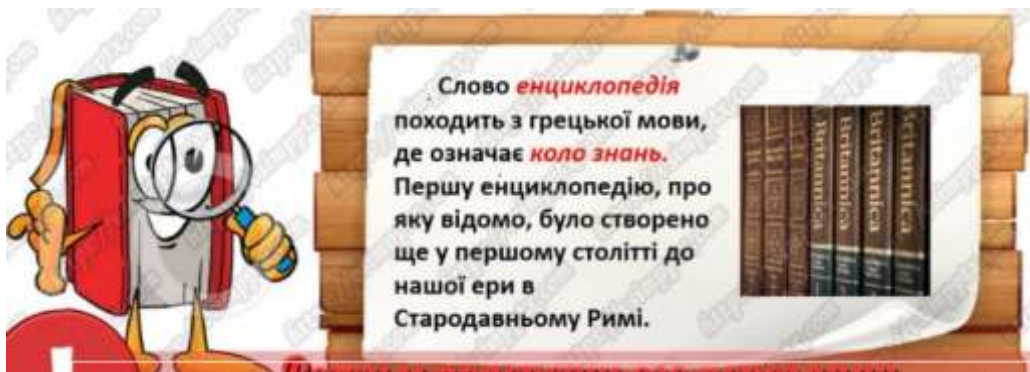 Слово енциклопедія
походить з грецької мови,
де означає коло знань.
Першу енциклопедію, про
яку відомо, було створено
ще у першому столітті до
нашої ери в
Стародавньому Римі.
Britannica
Britannica
Britannica
Britannica